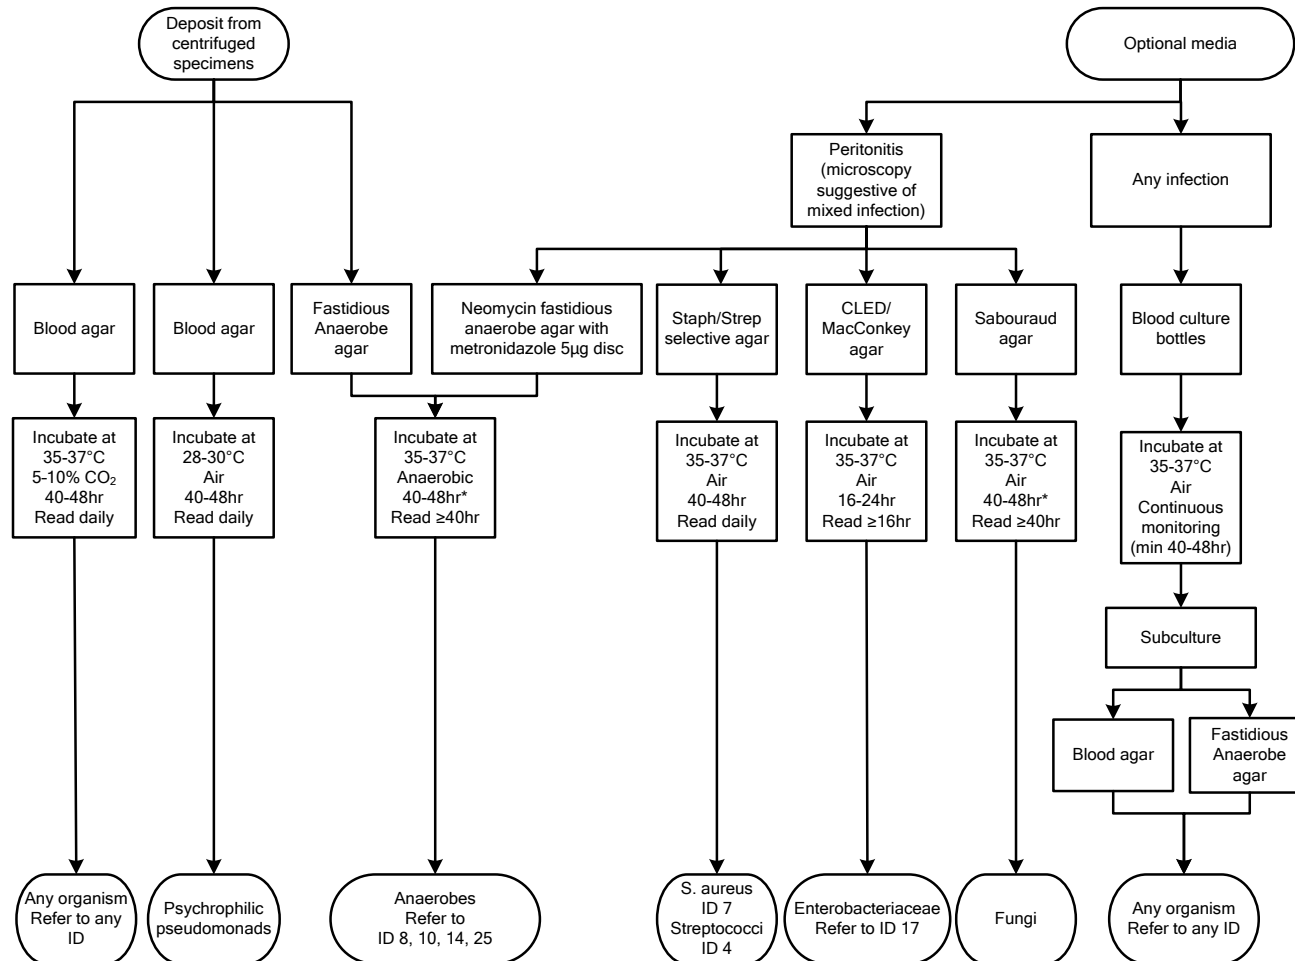 Deposit from
centrifuged
specimens
Optional media
Peritonitis
(microscopy
suggestive of
mixed infection)
Any infection
Blood agar
Blood agar
Fastidious
Anaerobe
agar
Neomycin fastidious
anaerobe agar with
metronidazole 5µg disc
Staph/Strep
selective agar
CLED/
MacConkey
agar
Sabouraud
agar
Blood culture
bottles
Incubate at
35-37°C
5-10% CO₂
40-48hr
Read daily
Incubate at
28-30°C
Air
40-48hr
Read daily
Incubate at
35-37°C
Anaerobic
40-48hr*
Read ≥40hr
Incubate at
35-37°C
Air
40-48hr
Read daily
Incubate at
35-37°C
Air
16-24hr
Read ≥16hr
Incubate at
35-37°C
Air
40-48hr*
Read ≥40hr
Incubate at
35-37°C
Air
Continuous
monitoring
(min 40-48hr)
Subculture
Blood agar
Fastidious
Anaerobe
agar
Any organism
Refer to any
ID
Psychrophilic
pseudomonads
Anaerobes
Refer to
ID 8, 10, 14, 25
S. aureus
ID 7
Streptococci
ID 4
Enterobacteriaceae
Refer to ID 17
Fungi
Any organism
Refer to any ID